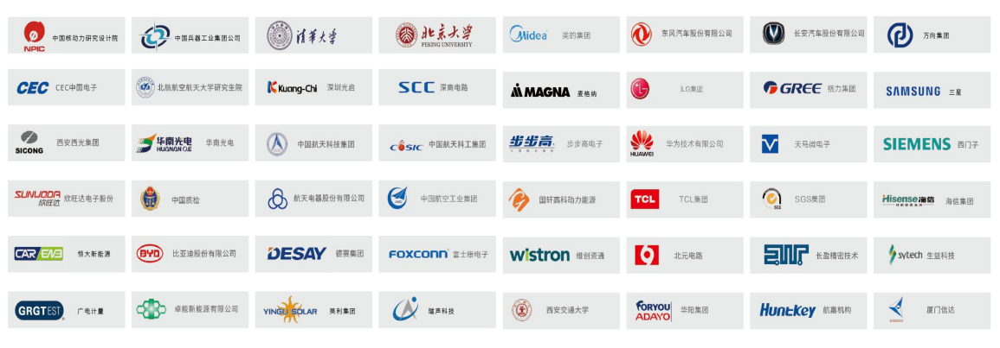 NPIC 中国核动力研究设计院
中国兵器工业集团公司
清华大学
北京大学 PEKING UNIVERSITY
Midea 美的集团
东风汽车股份有限公司
长安汽车股份有限公司
万向集团
CEC CEC中国电子
北航航空航天大学研究生院
Kuang-Chi 深圳光启
SCC 深南电路
MAGNA 麦格纳
LG LG集团
GREE 格力集团
SAMSUNG 三星
SICONG 西安西光集团
华南光电 HUANAN O.E 华南光电
中国航天科技集团
CASIC 中国航天科工集团
步步高 步步高电子
HUAWEI 华为技术有限公司
天马微电子
SIEMENS 西门子
SUNWODA 欣旺达 欣旺达电子股份
中国质检
航天电器股份有限公司
中国航空工业集团
国轩高科动力能源
TCL TCL集团
SGS SGS集团
Hisense海信 海信集团
CAR ENE 恒大新能源
BYD 比亚迪股份有限公司
DESAY 德赛集团
FOXCONN 富士康电子
wistron 维创资通
北元电路
EWP 长盈精密技术
sytech 生益科技
GRGTEST 广电计量
卓能新能源有限公司
YINGLI SOLAR 英利集团
瑞声科技
西安交通大学
FORYOU ADAYO 华阳集团
Huntkey 航嘉机构
厦门信达